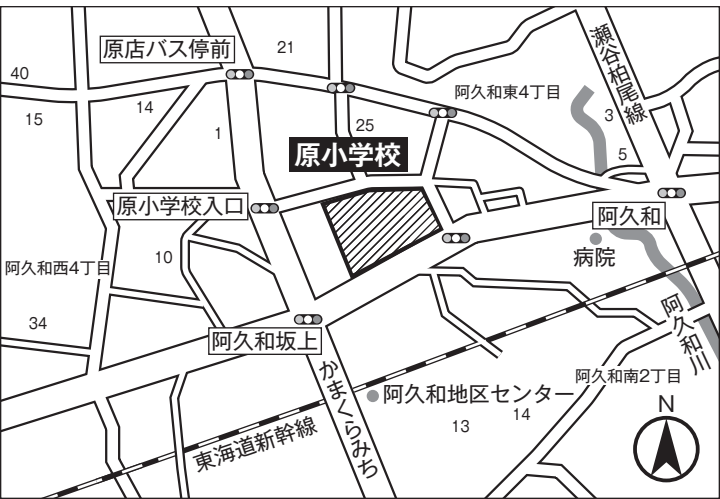 原店バス停前
21
瀬谷柏尾線
40
14
15
1
阿久和東4丁目
25
3
5
原小学校
原小学校入口
阿久和
病院
10
阿久和西4丁目
34
阿久和坂上
かまくらみち
阿久和川
阿久和南2丁目
阿久和地区センター
14
13
東海道新幹線
N